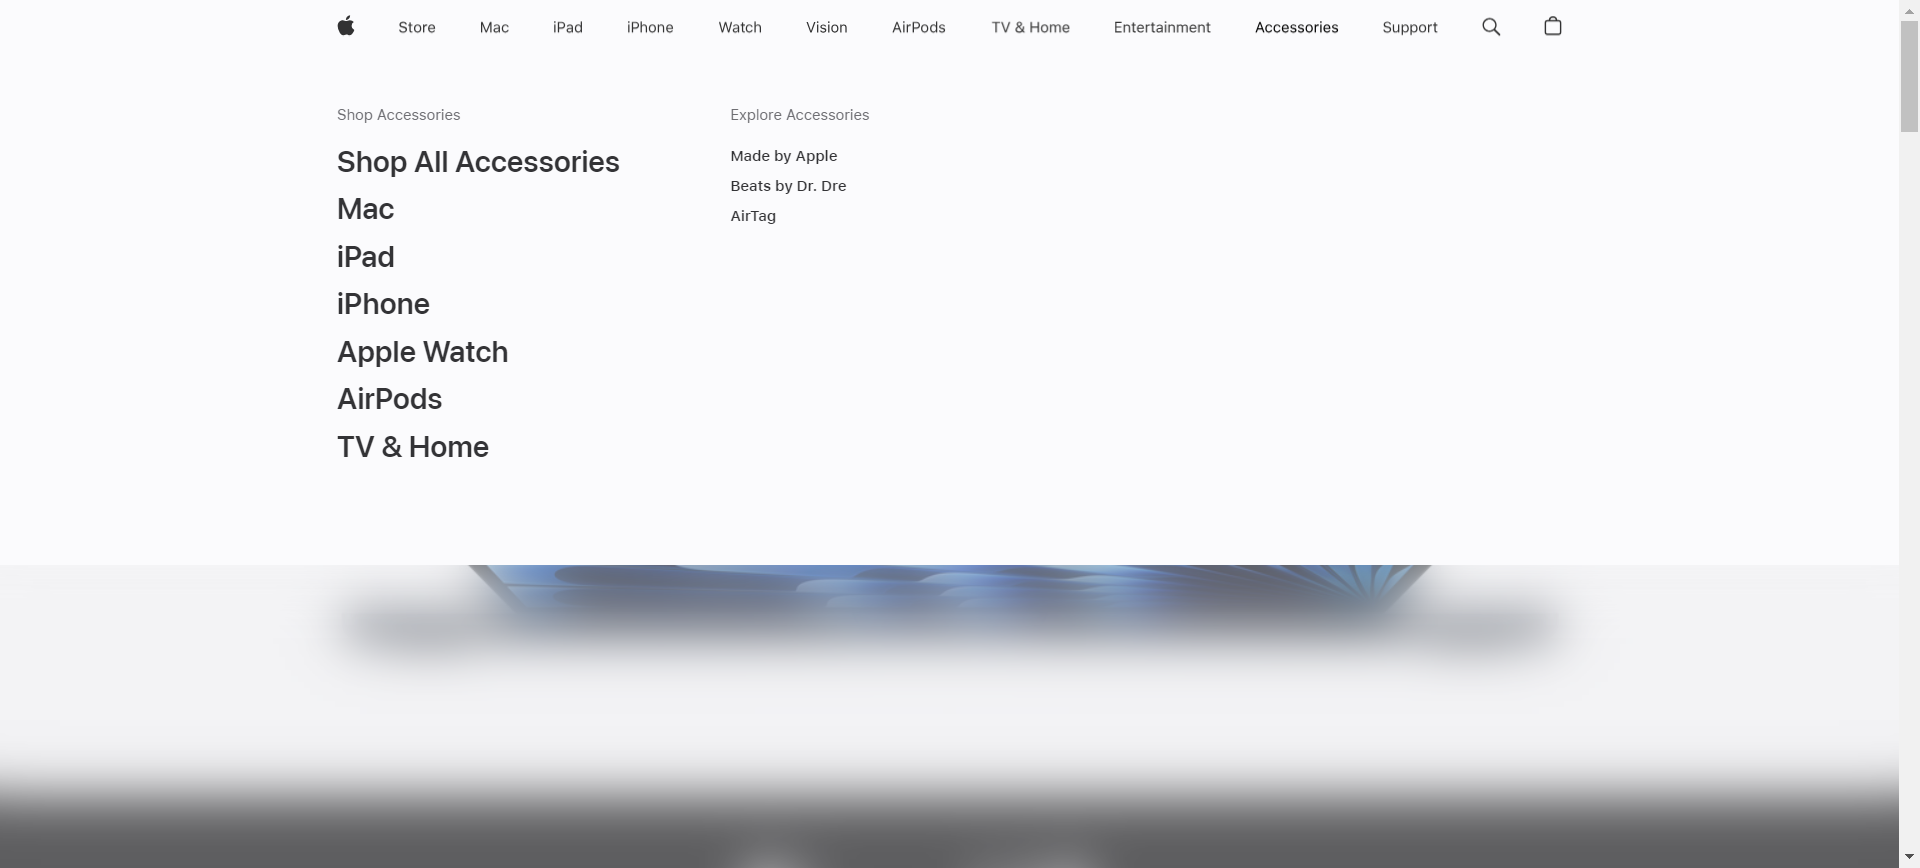 Store Mac iPad iPhone Watch Vision AirPods TV & Home Entertainment Accessories Support
Shop Accessories
Shop All Accessories
Mac
iPad
iPhone
Apple Watch
AirPods
TV & Home
Explore Accessories
Made by Apple
Beats by Dr. Dre
AirTag